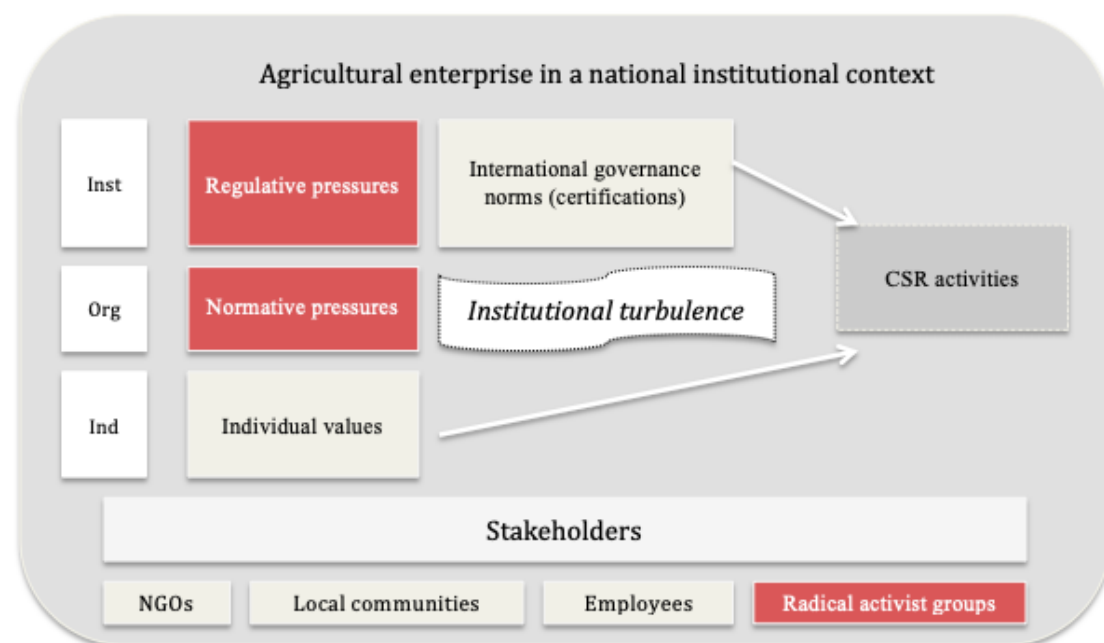 Agricultural enterprise in a national institutional context
Inst
Regulative pressures
International governance
norms (certifications)
CSR activities
Org
Normative pressures
Institutional turbulence
Ind
Individual values
Stakeholders
NGOs
Local communities
Employees
Radical activist groups